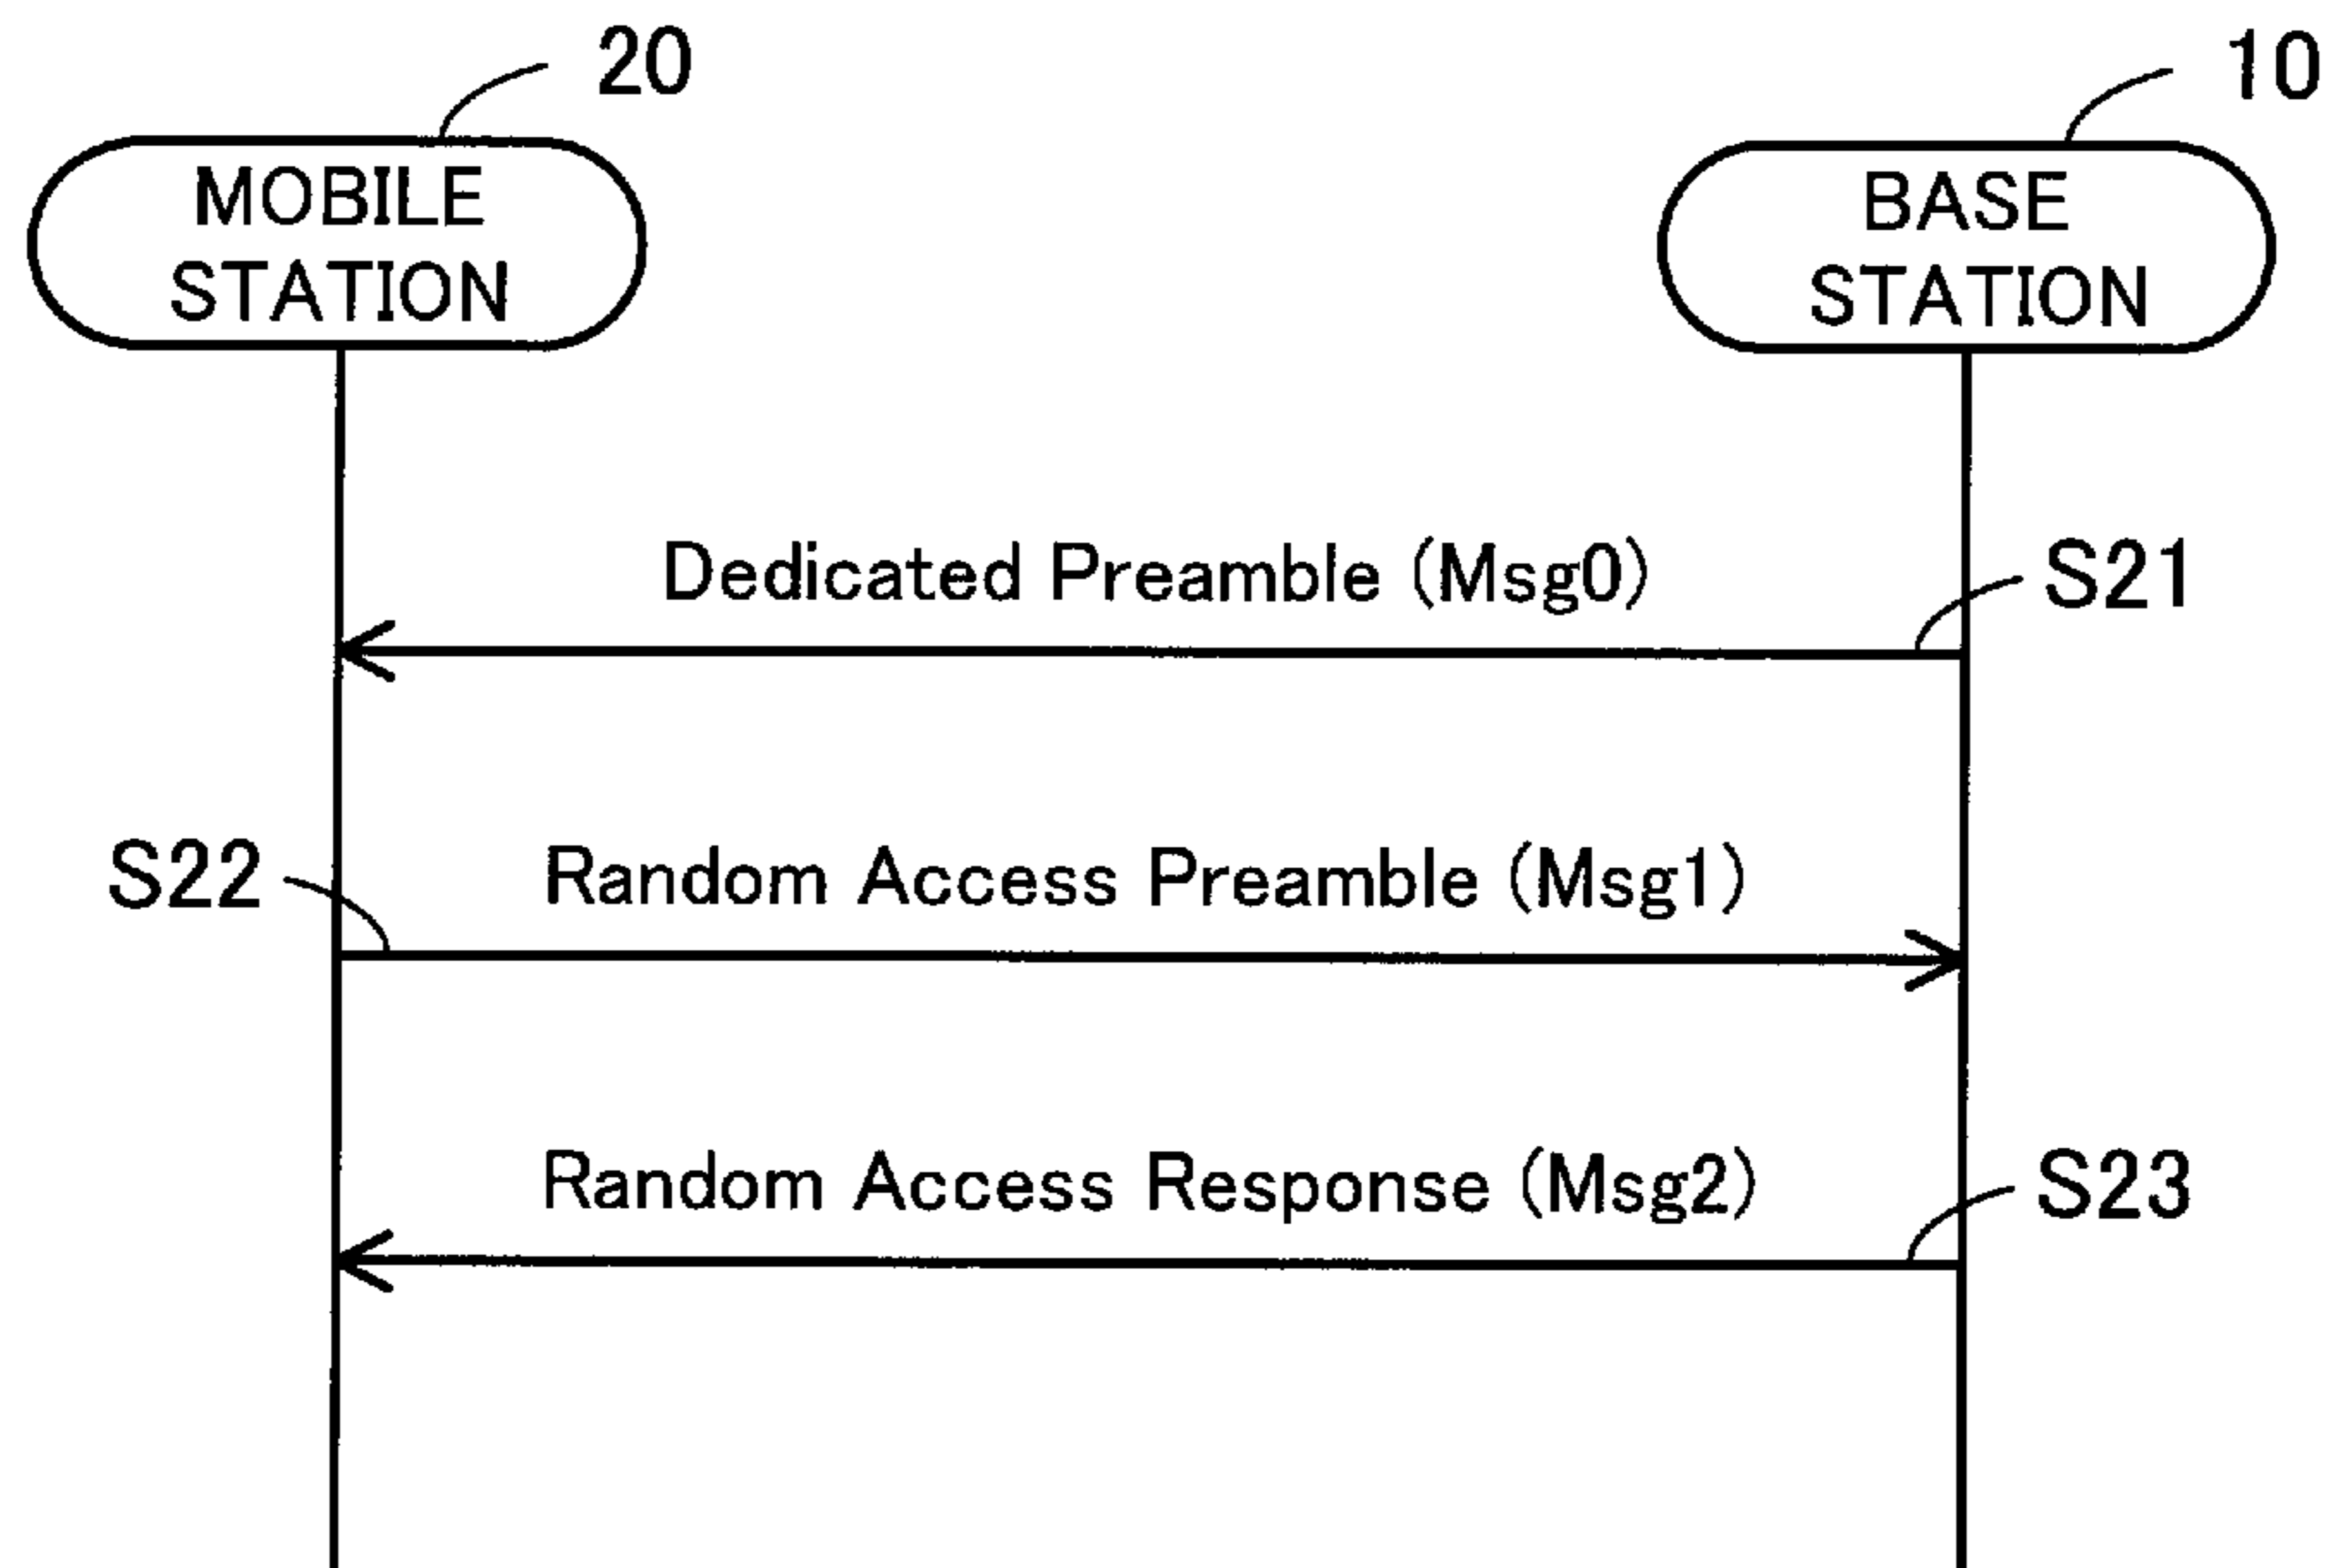 20
10
MOBILE
STATION
BASE
STATION
Dedicated Preamble (Msg0)
S21
S22
Random Access Preamble (Msg1)
Random Access Response (Msg2)
S23